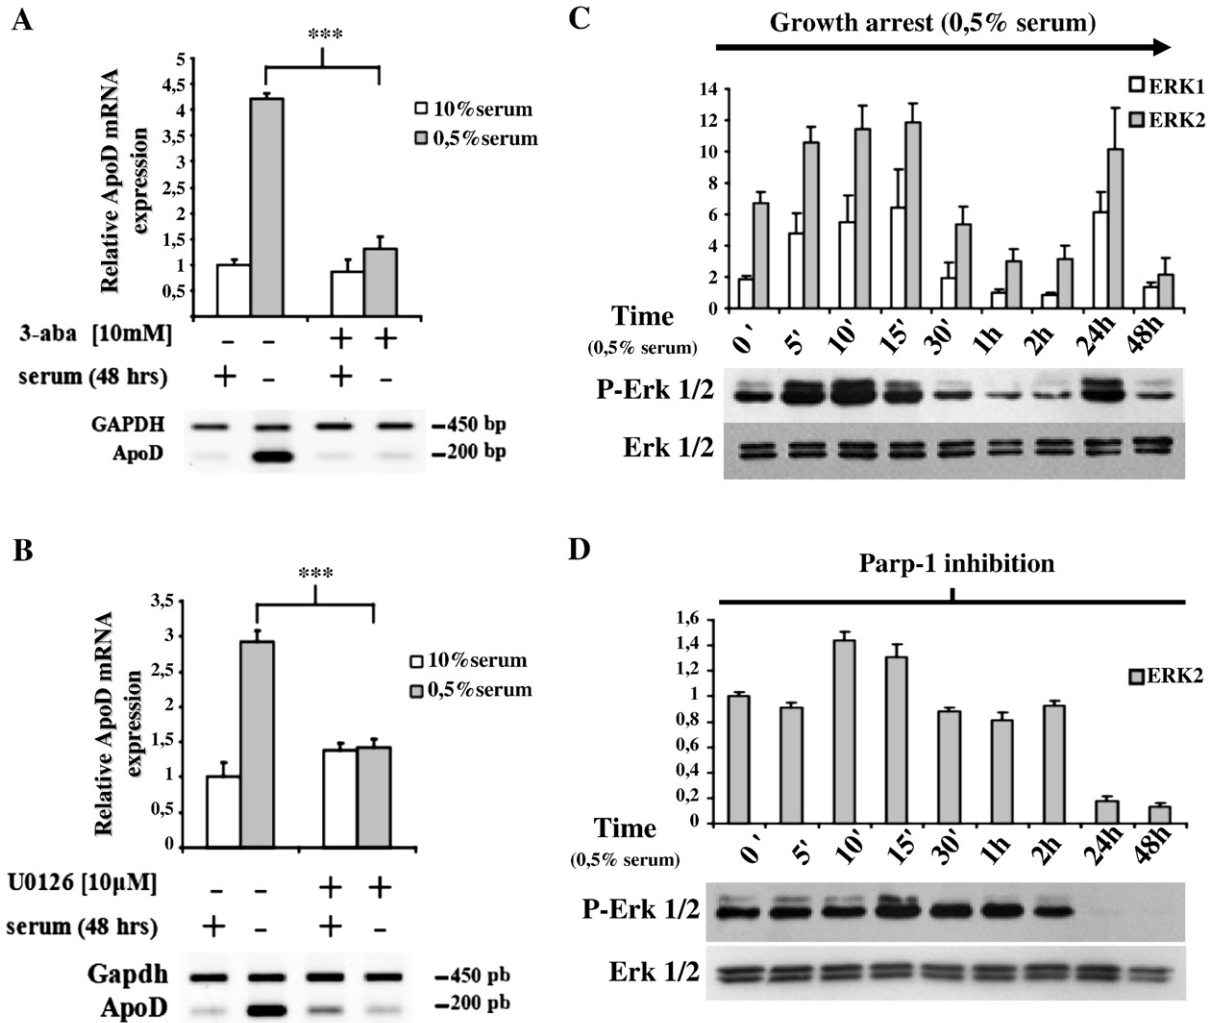 A
***
Relative ApoD mRNA
expression
5
4,5
4
3,5
3
2,5
2
1,5
1
0,5
10%serum
0,5%serum
3-aba [10mM] - - + +
serum (48 hrs) + - + -
GAPDH
ApoD
-450 bp
-200 bp
B
***
Relative ApoD mRNA
expression
3,5
3
2,5
2
1,5
1
0,5
0
10%serum
0,5%serum
U0126 [10µM] - - + +
serum (48 hrs) + - + -
Gapdh
ApoD
-450 pb
-200 pb
C
Growth arrest (0,5% serum)
14
12
10
8
6
4
2
0
ERK1
ERK2
Time
(0,5% serum)
0 ' 5' 10' 15' 30' 1h 2h 24h 48h
P-Erk 1/2
Erk 1/2
D
Parp-1 inhibition
1,6
1,4
1,2
1
0,8
0,6
0,4
0,2
0
ERK2
Time
(0,5% serum)
0 ' 5' 10' 15' 30' 1h 2h 24h 48h
P-Erk 1/2
Erk 1/2